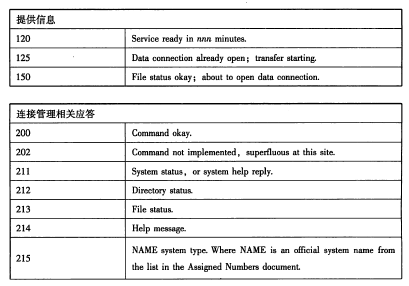 提供信息
120 Service ready in nnn minutes.
125 Data connection already open; transfer starting.
150 File status okay; about to open data connection.
连接管理相关应答
200 Command okay.
202 Command not implemented, superfluous at this site.
211 System status, or system help reply.
212 Directory status.
213 File status.
214 Help message.
215 NAME system type. Where NAME is an official system name from
the list in the Assigned Numbers document.